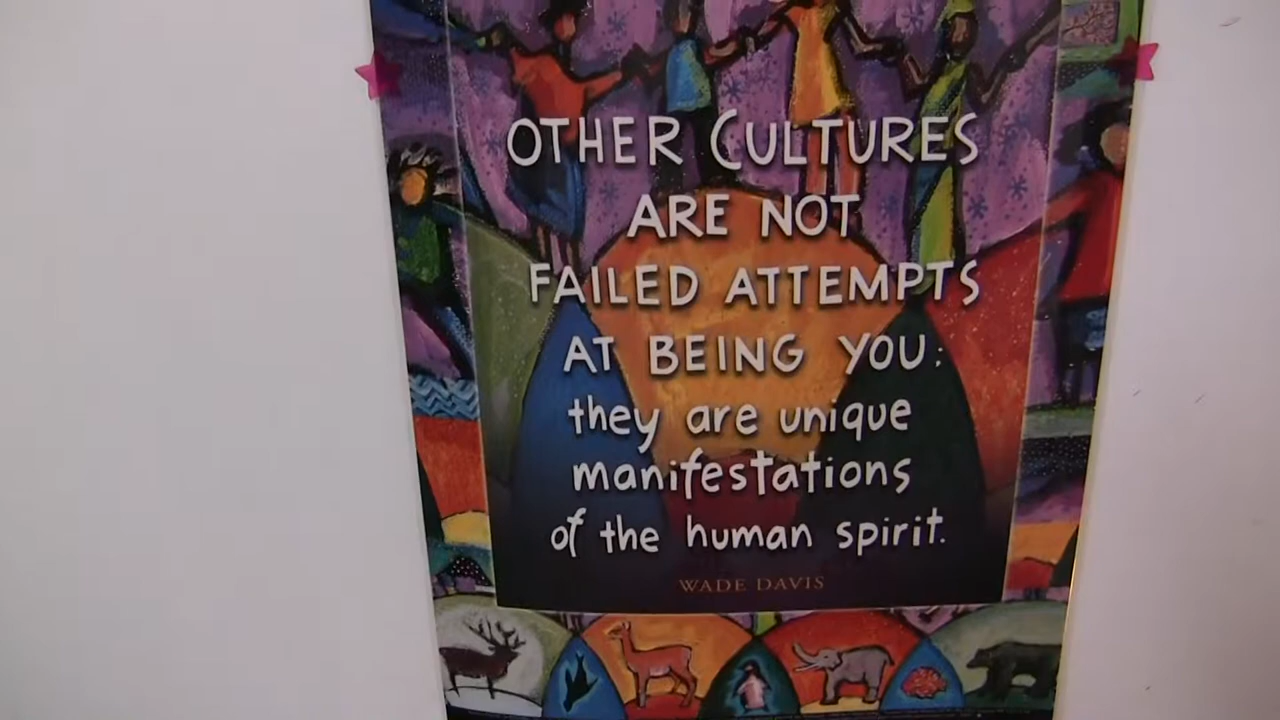 OTHER CULTURES
ARE NOT
FAILED ATTEMPTS
AT BEING YOU:
they are unique
manifestations
of the human spirit.
WADE DAVIS